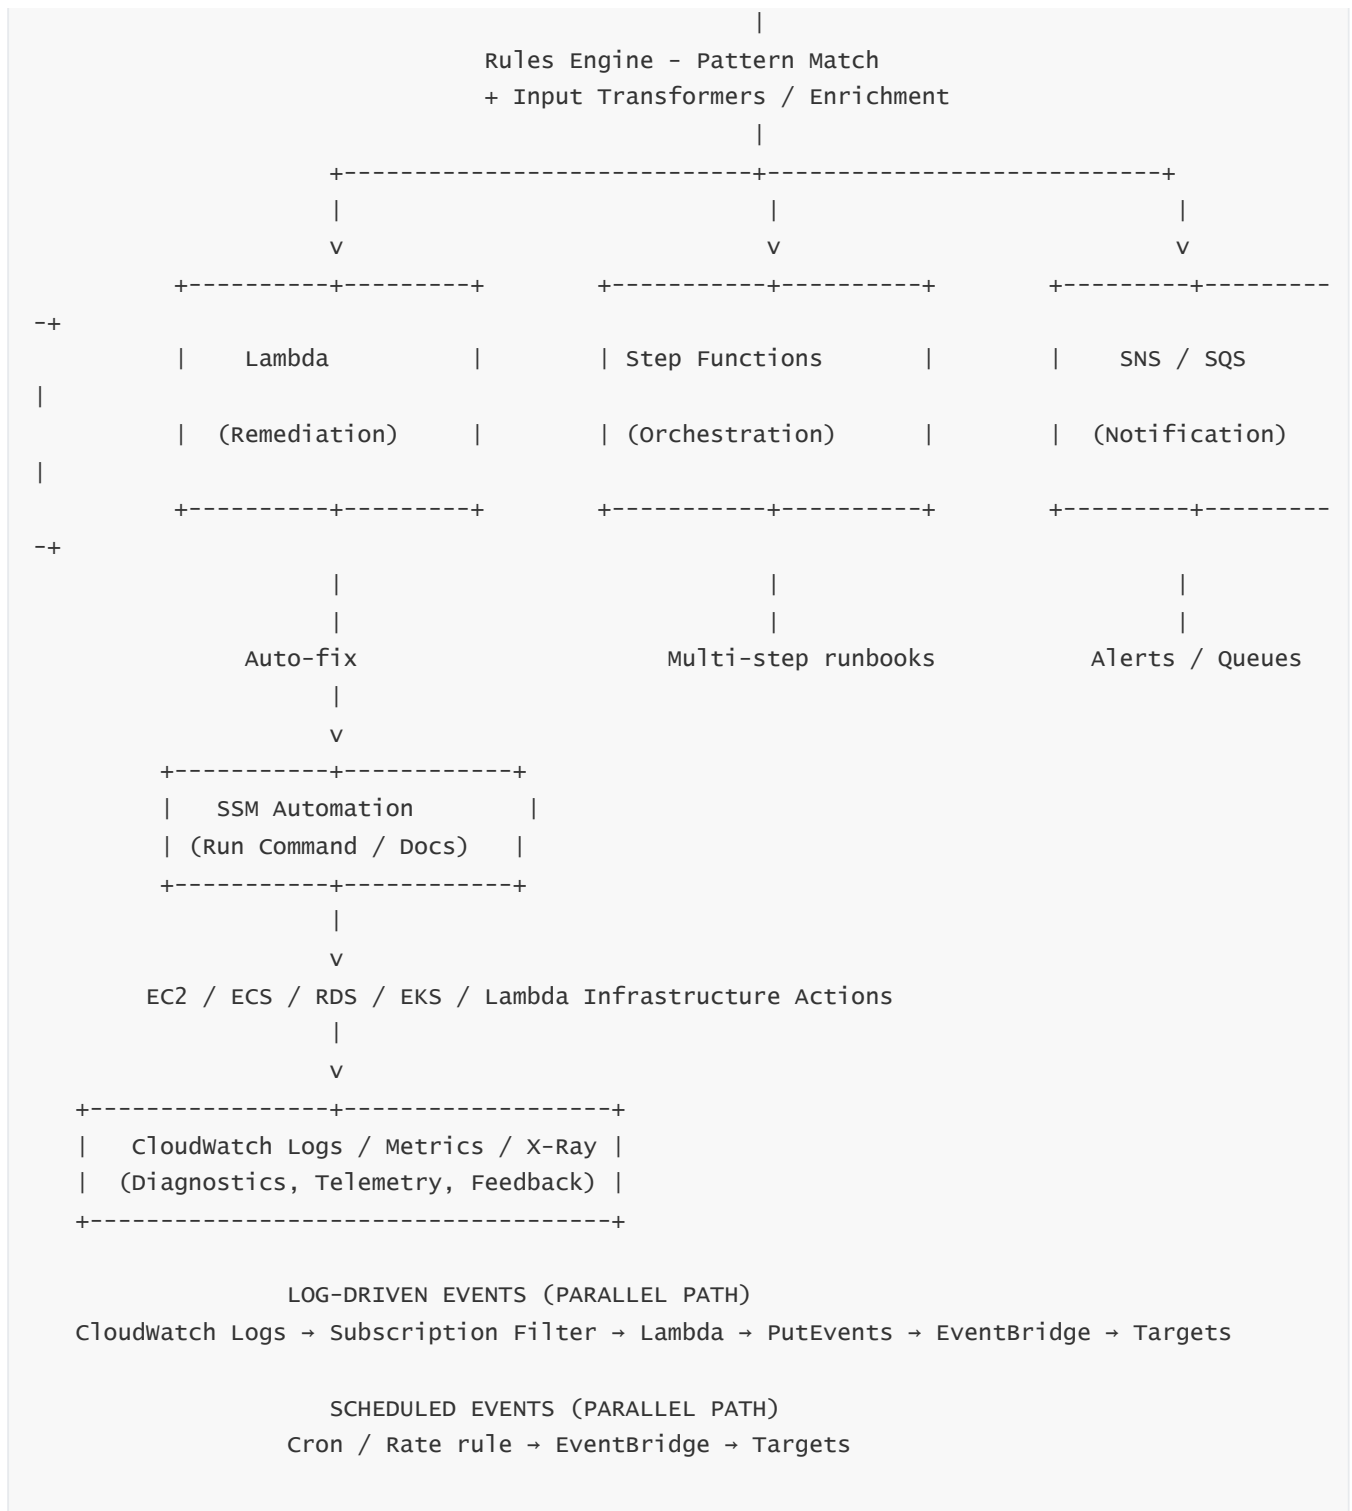 |
Rules Engine - Pattern Match
+ Input Transformers / Enrichment
|
+-----------------------------+----------------------------+
| | |
v v v
+----------+---------+ +-----------+----------+ +---------+---------
-+
| Lambda | | Step Functions | | SNS / SQS
|
| (Remediation) | | (Orchestration) | | (Notification)
|
+----------+---------+ +-----------+----------+ +---------+---------
-+
| | |
| | |
Auto-fix Multi-step runbooks Alerts / Queues
|
v
+-----------+------------+
| SSM Automation |
| (Run Command / Docs) |
+-----------+------------+
|
v
EC2 / ECS / RDS / EKS / Lambda Infrastructure Actions
|
v
+-----------------+-------------------+
| CloudWatch Logs / Metrics / X-Ray |
| (Diagnostics, Telemetry, Feedback) |
+-------------------------------------+
LOG-DRIVEN EVENTS (PARALLEL PATH)
CloudWatch Logs → Subscription Filter → Lambda → PutEvents → EventBridge → Targets
SCHEDULED EVENTS (PARALLEL PATH)
Cron / Rate rule → EventBridge → Targets